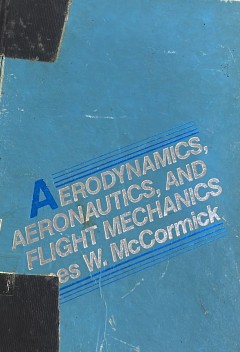 AERODYNAMICS,
AERONAUTICS, AND
FLIGHT MECHANICS
es W. McCormick